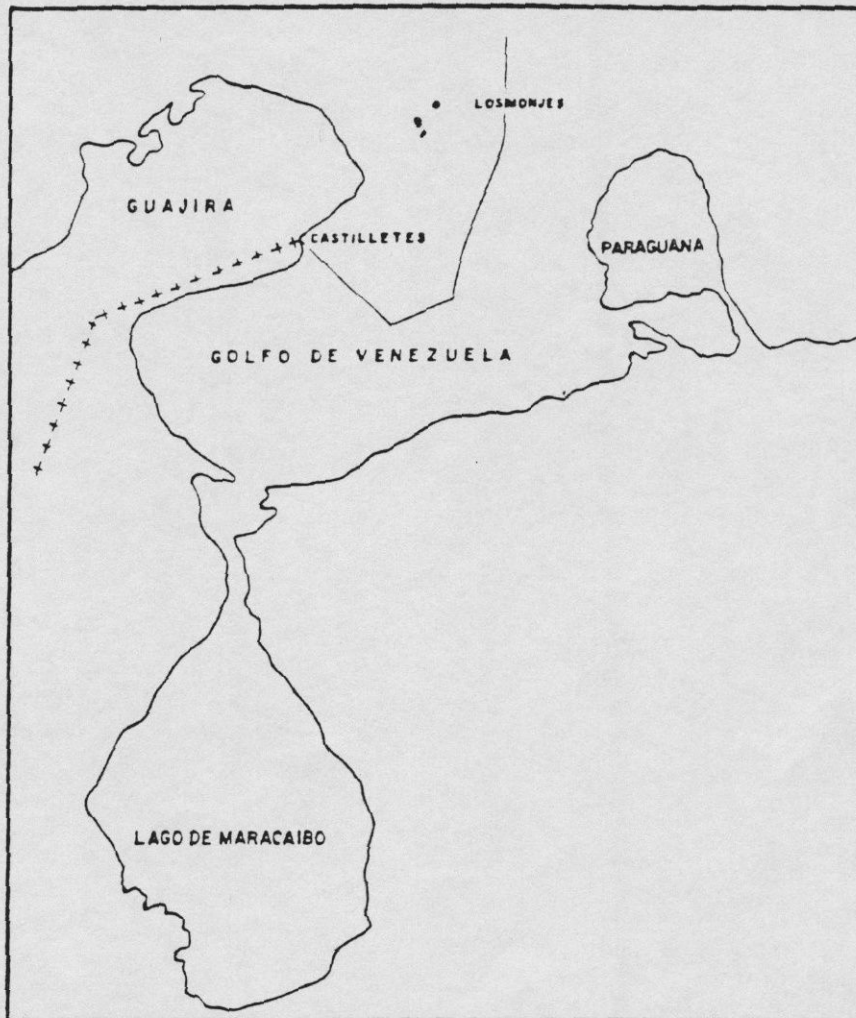 LOSMONJES
GUAJIRA
CASTILLETES
PARAGUANA
GOLFO DE VENEZUELA
LAGO DE MARACAIBO